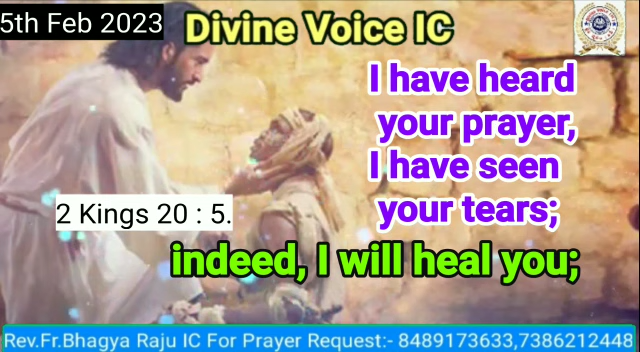 5th Feb 2023
Divine Voice IC
I have heard
your prayer,
I have seen
your tears;
2 Kings 20 : 5.
indeed, I will heal you;
Rev.Fr.Bhagya Raju IC For Prayer Request:- 8489173633,7386212448